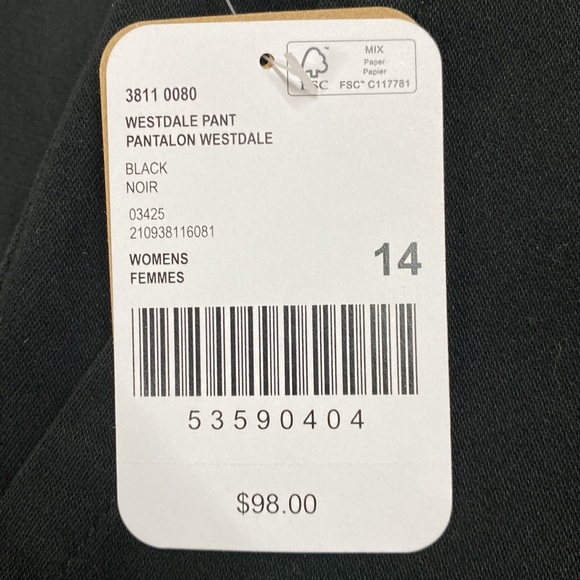 MIX
Paper
Papier
FSC™ C117781
FSC
3811 0080
WESTDALE PANT
PANTALON WESTDALE
BLACK
NOIR
03425
210938116081
WOMENS
FEMMES
14
53590404
$98.00